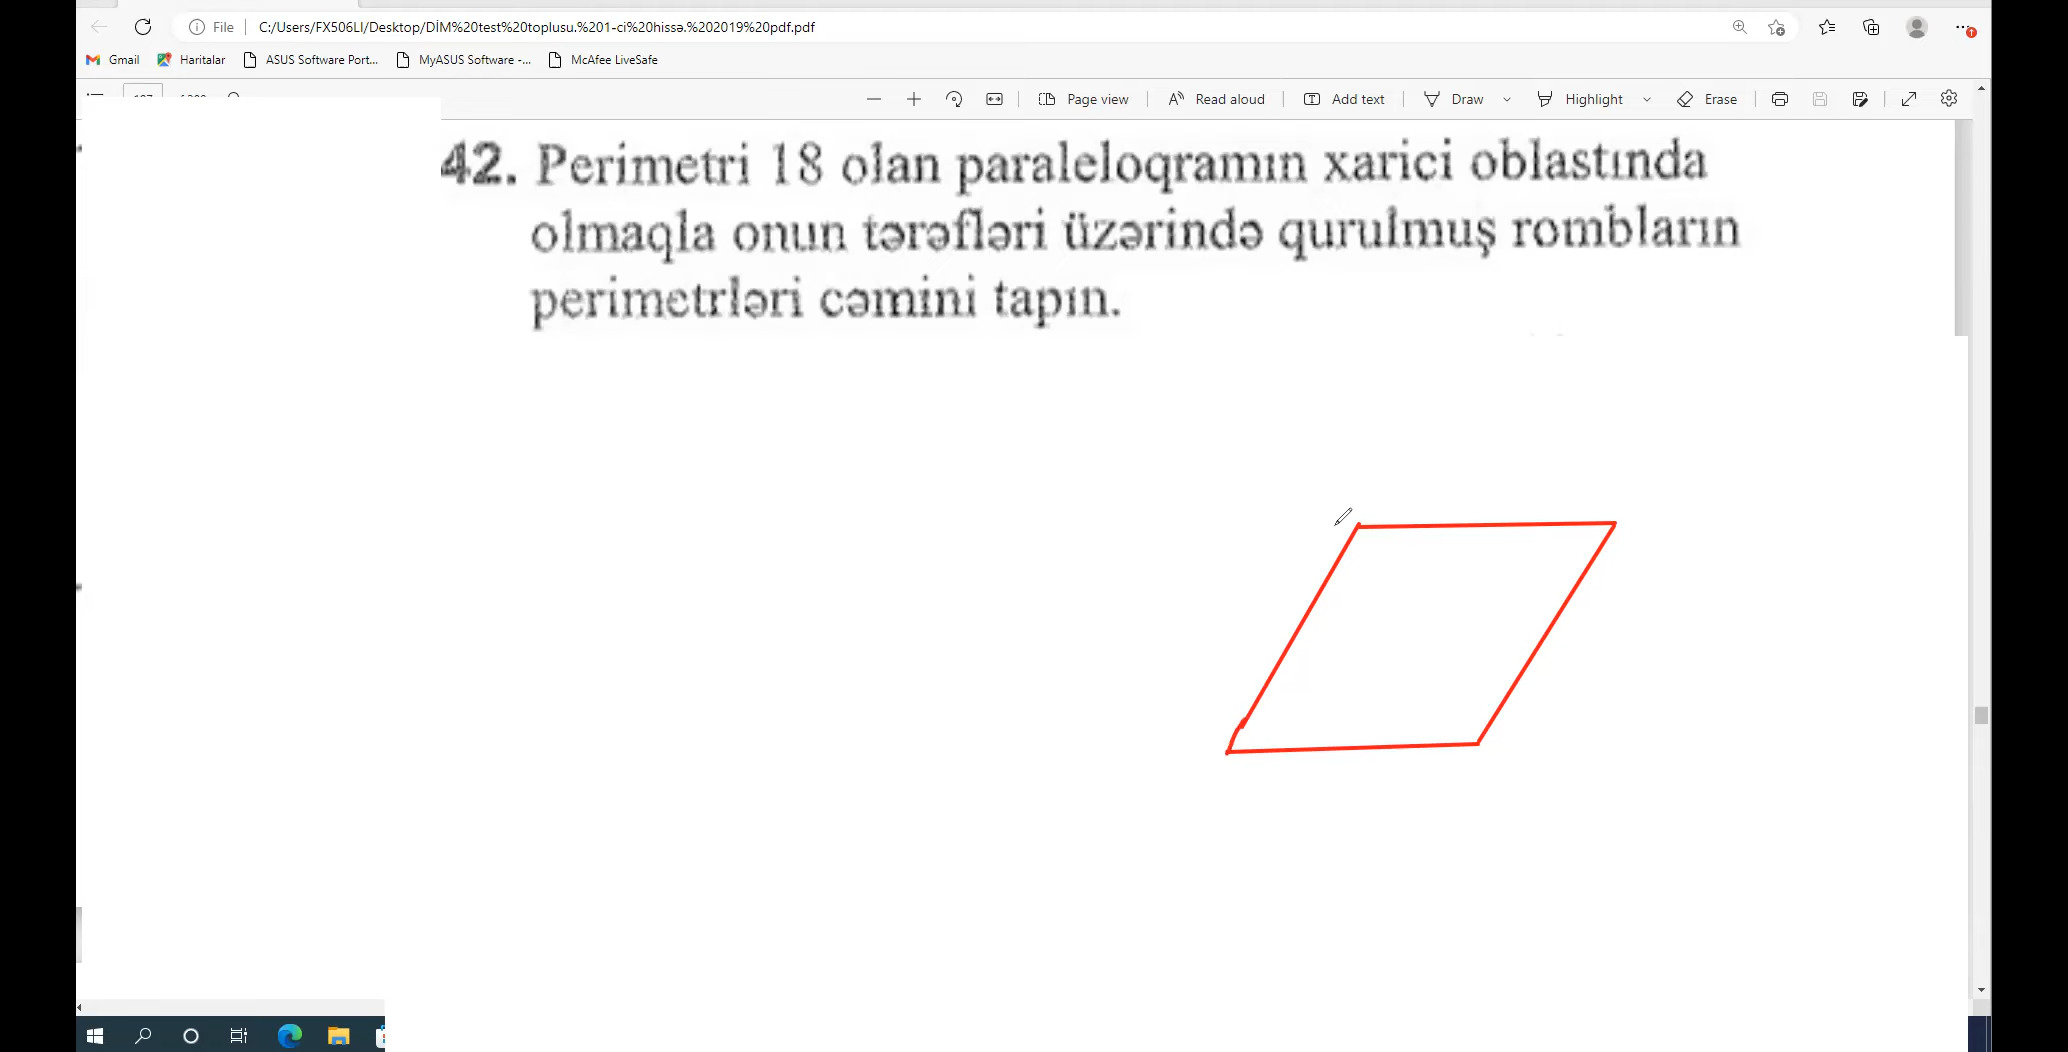 File C:/Users/FX506LI/Desktop/DİM%20test%20toplusu.%201-ci%20hissə.%202019%20pdf.pdf
Gmail Haritalar ASUS Software Port... MyASUS Software -... McAfee LiveSafe
Page view Read aloud Add text Draw Highlight Erase
42. Perimetri 18 olan paraleloqramın xarici oblastında
olmaqla onun tərəfləri üzərində qurulmuş rombların
perimetrləri cəmini tapın.